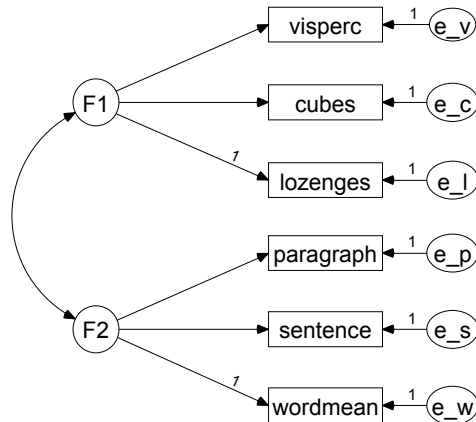 visperc 1 e_v
F1 cubes 1 e_c
1 lozenges 1 e_l
paragraph 1 e_p
F2 sentence 1 e_s
1 wordmean 1 e_w